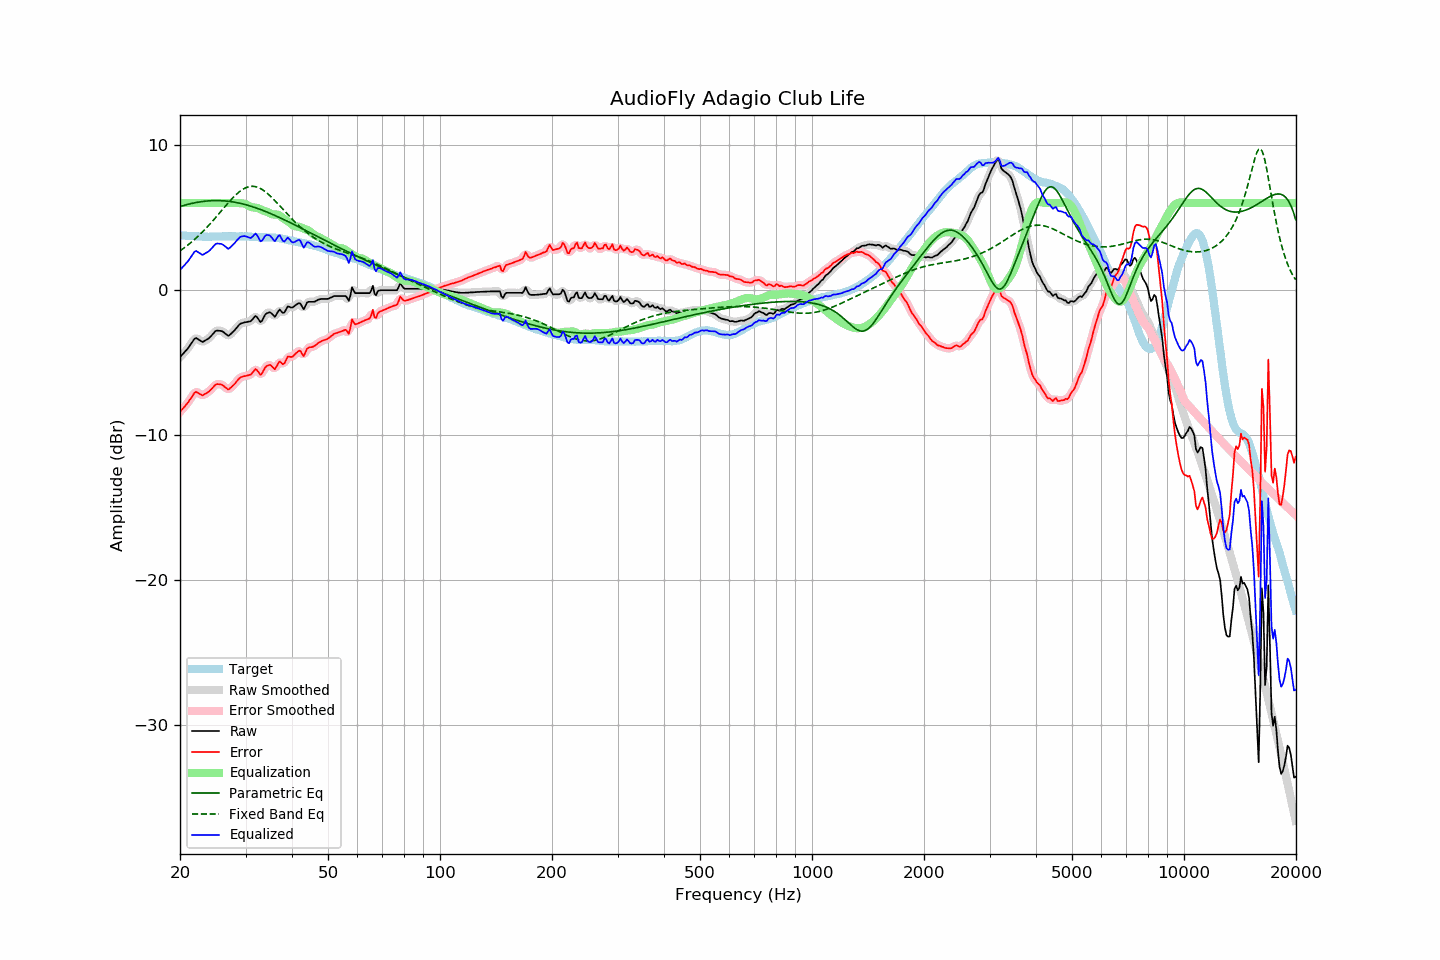 AudioFly Adagio Club Life
Amplitude (dBr)
10
0
−10
−20
−30
Target
Raw Smoothed
Error Smoothed
Raw
Error
Equalization
Parametric Eq
Fixed Band Eq
Equalized
20 50 100 200 500 1000 2000 5000 10000 20000
Frequency (Hz)